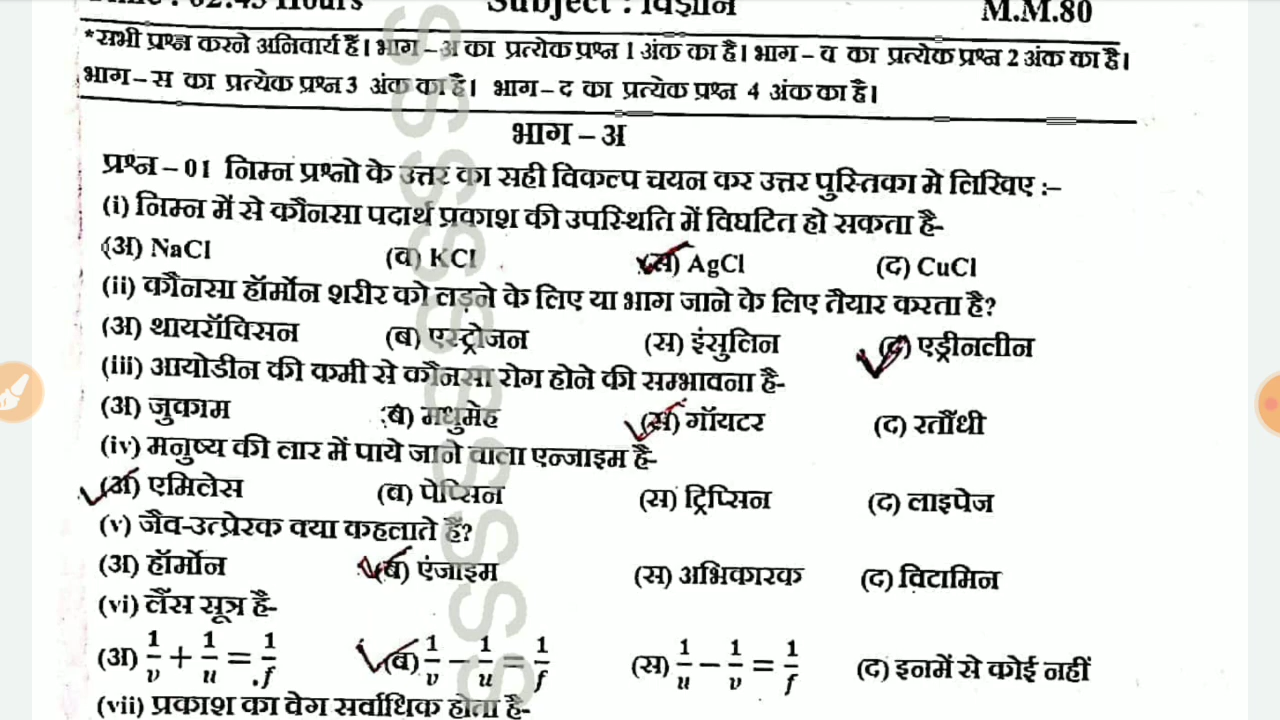 02:45 Hours Subject : विज्ञान M.M.80
*सभी प्रश्न करने अनिवार्य हैं। भाग – अ का प्रत्येक प्रश्न 1 अंक का है। भाग – व का प्रत्येक प्रश्न 2 अंक का है।
भाग – स का प्रत्येक प्रश्न 3 अंक का है। भाग – द का प्रत्येक प्रश्न 4 अंक का है।
भाग – अ
प्रश्न – 01 निम्न प्रश्नो के उत्तर का सही विकल्प चयन कर उत्तर पुस्तिका मे लिखिए :–
(i) निम्न में से कौनसा पदार्थ प्रकाश की उपस्थिति में विघटित हो सकता है-
(अ) NaCl (व) KCl (स) AgCl (द) CuCl
(ii) कौनसा हॉर्मोन शरीर को लड़ने के लिए या भाग जाने के लिए तैयार करता है?
(अ) थायरॉविसन (ब) एस्ट्रोजन (स) इंसुलिन (द) एड्रीनलीन
(iii) आयोडीन की कमी से कौनसा रोग होने की सम्भावना है-
(अ) जुकाम (ब) मधुमेह (स) गॉयटर (द) रतौंधी
(iv) मनुष्य की लार में पाये जाने वाला एन्जाइम है-
(अ) एमिलेस (व) पेप्सिन (स) ट्रिप्सिन (द) लाइपेज
(v) जैव-उत्प्रेरक क्या कहलाते हैं?
(अ) हॉर्मोन (ब) एंजाइम (स) अभिकारक (द) विटामिन
(vi) लैंस सूत्र है-
(अ) 1/v + 1/u = 1/f (ब) 1/v − 1/u = 1/f (स) 1/u − 1/v = 1/f (द) इनमें से कोई नहीं
(vii) प्रकाश का वेग सर्वाधिक होता है-